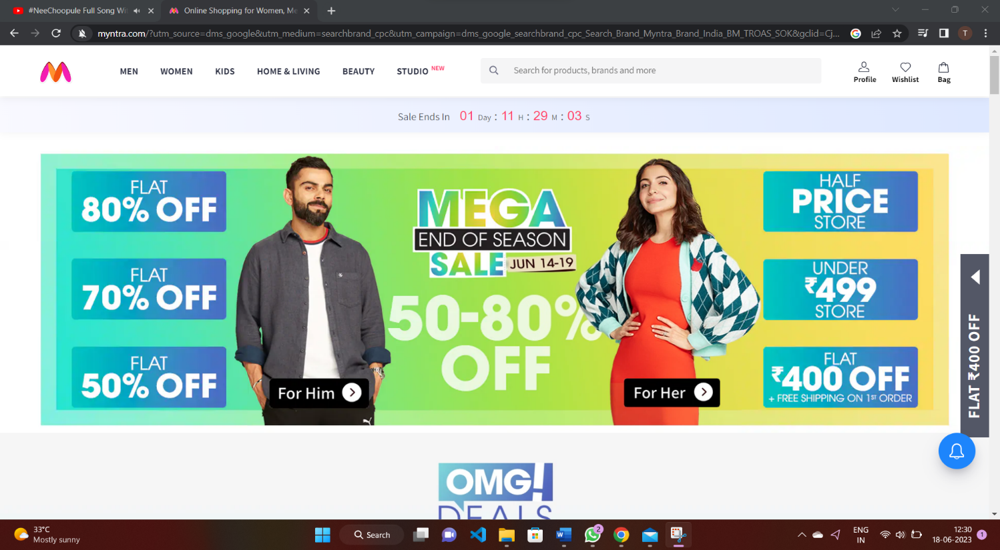 #NeeChoopule Full Song Wi
Online Shopping for Women, Me
myntra.com/?utm_source=dms_google&utm_medium=searchbrand_cpc&utm_campaign=dms_google_searchbrand_cpc_Search_Brand_Myntra_Brand_India_BM_TROAS_SOK&gclid=Cj...
T
MEN WOMEN KIDS HOME & LIVING BEAUTY STUDIO NEW
Search for products, brands and more
Profile Wishlist Bag
Sale Ends In 01 Day : 11 H : 29 M : 03 S
FLAT
80% OFF
FLAT
70% OFF
FLAT
50% OFF
For Him
MEGA
END OF SEASON
SALE JUN 14-19
50-80%
OFF
For Her
HALF
PRICE
STORE
UNDER
₹499
STORE
FLAT
₹400 OFF
+ FREE SHIPPING ON 1ST ORDER
FLAT ₹400 OFF
OMG!
DEALS
33°C
Mostly sunny
Search
2
ENG
IN
12:30
18-06-2023
1